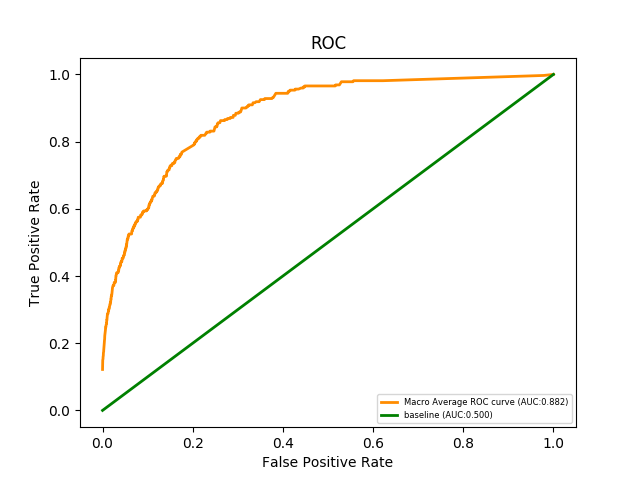 ROC
True Positive Rate
1.0
0.8
0.6
0.4
0.2
0.0
Macro Average ROC curve (AUC:0.882)
baseline (AUC:0.500)
0.0 0.2 0.4 0.6 0.8 1.0
False Positive Rate